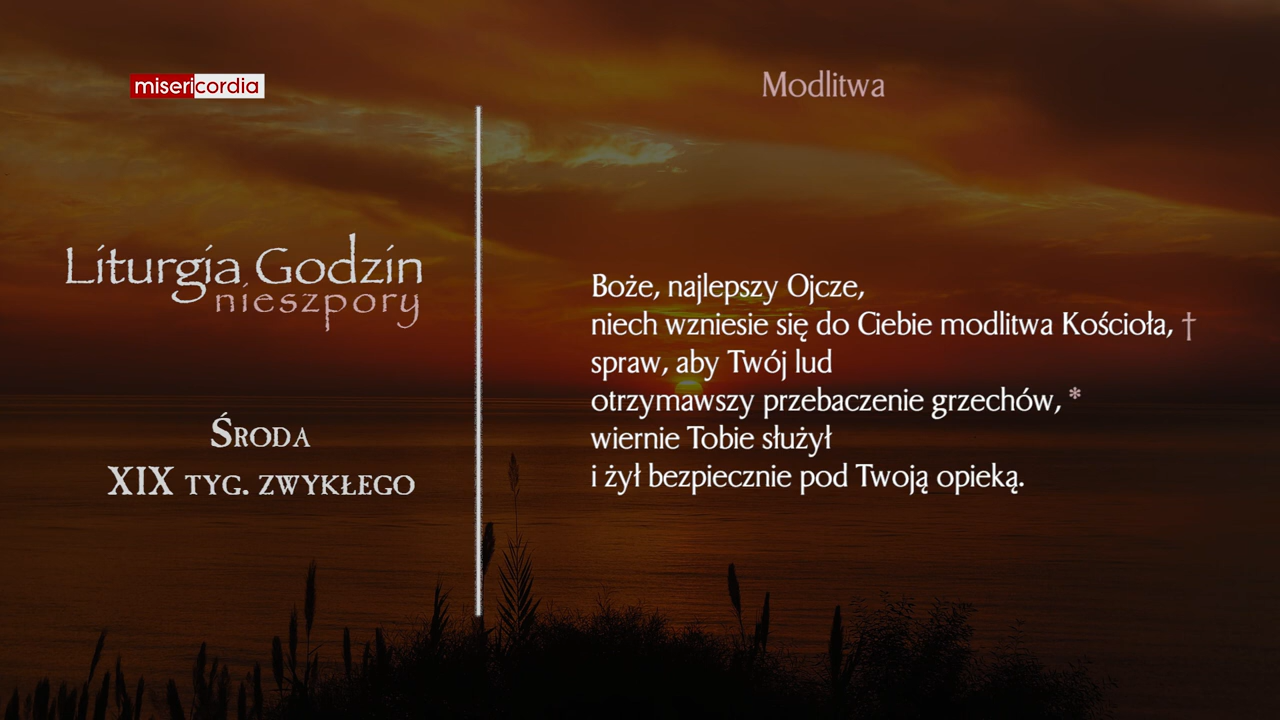 misericordia
Liturgia Godzin
nieszpory
Środa
XIX tyg. zwykłego
Modlitwa
Boże, najlepszy Ojcze,
niech wzniesie się do Ciebie modlitwa Kościoła, †
spraw, aby Twój lud
otrzymawszy przebaczenie grzechów, *
wiernie Tobie służył
i żył bezpiecznie pod Twoją opieką.